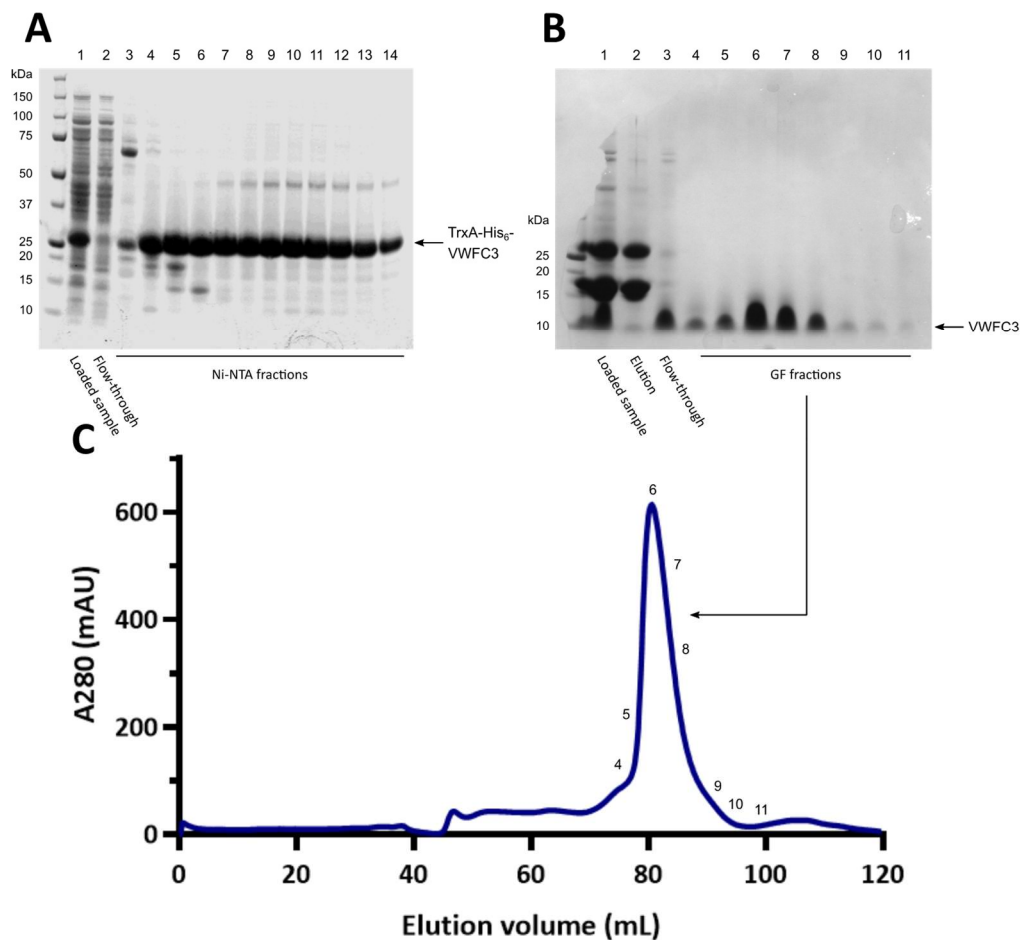 A
1 2 3 4 5 6 7 8 9 10 11 12 13 14
kDa
150
100
75
50
37
25
20
15
10
TrxA-His₆-
VWFC3
Loaded sample
Flow-through
Ni-NTA fractions
B
1 2 3 4 5 6 7 8 9 10 11
kDa
25
20
15
10
VWFC3
Loaded sample
Elution
Flow-through
GF fractions
C
A280 (mAU)
600
400
200
0
6
7
8
5
4
9
10
11
0 20 40 60 80 100 120
Elution volume (mL)